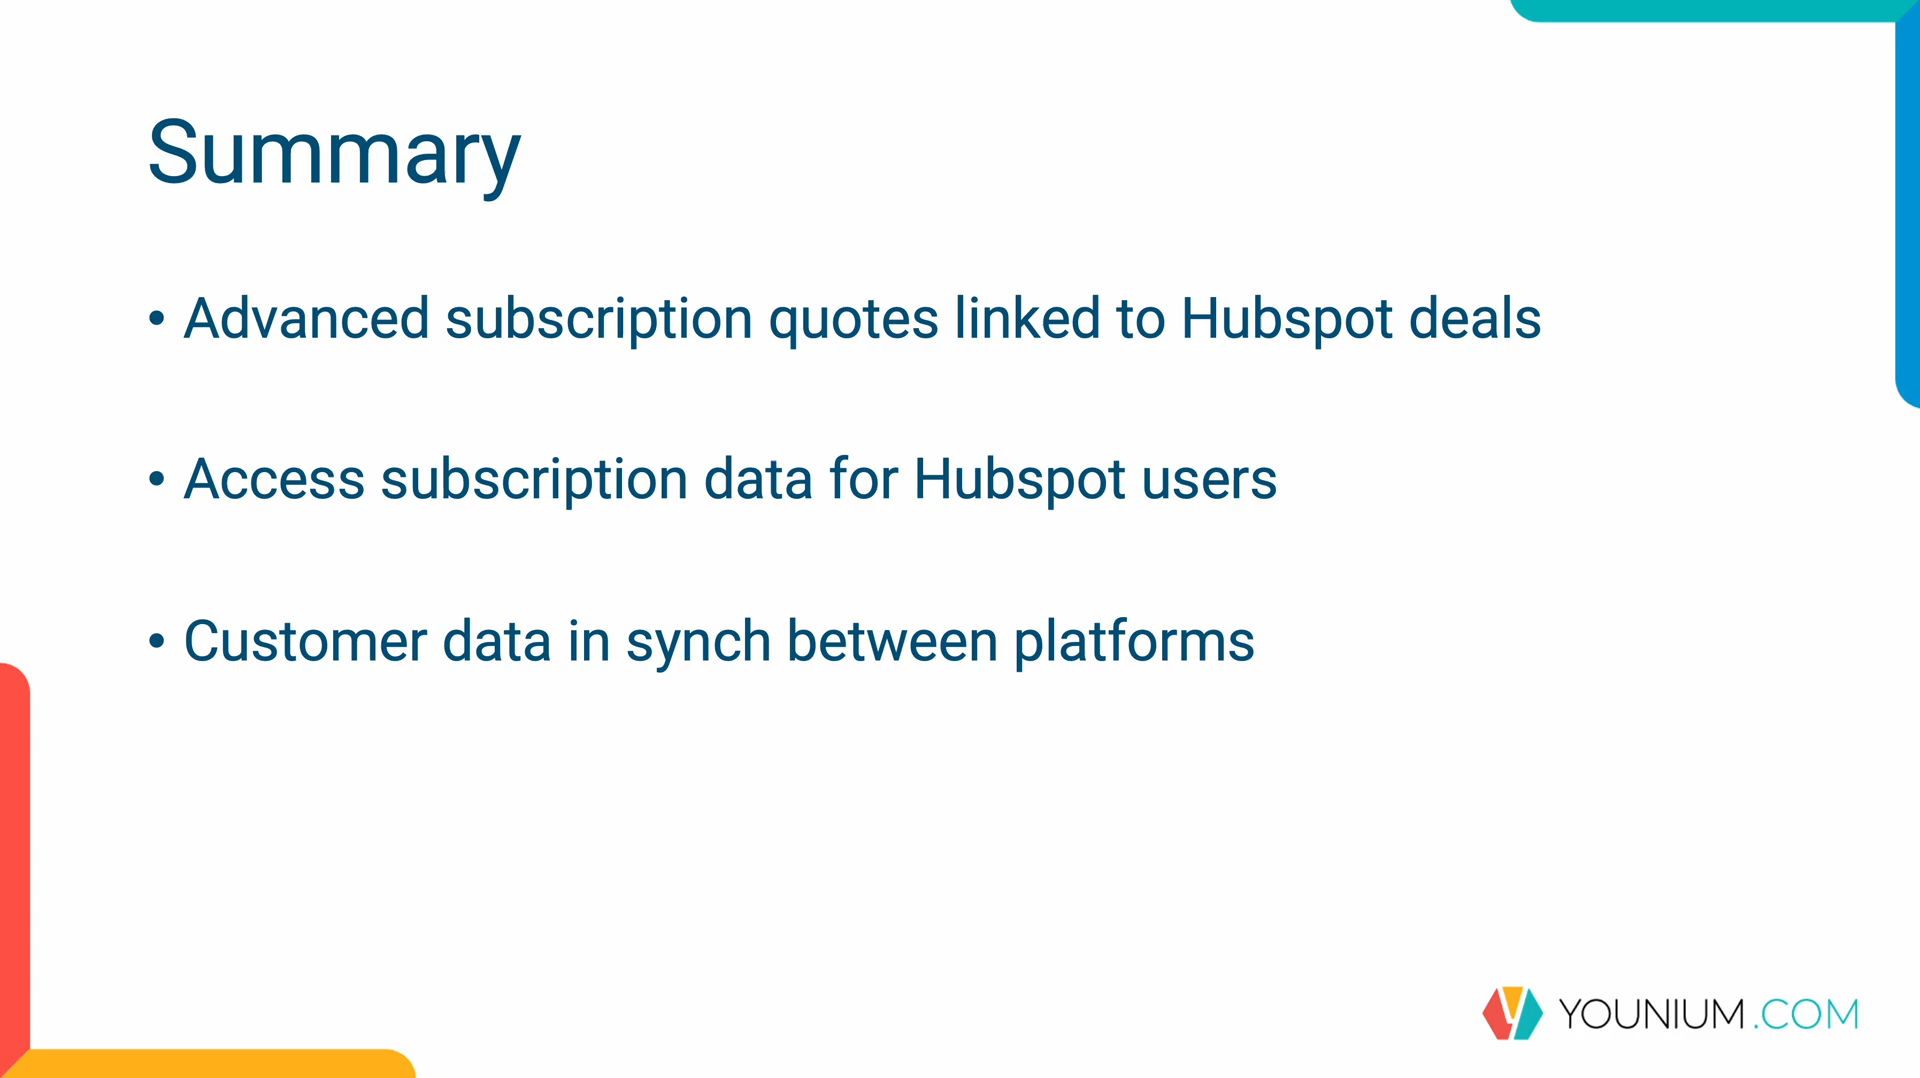 Summary
• Advanced subscription quotes linked to Hubspot deals
• Access subscription data for Hubspot users
• Customer data in synch between platforms
YOUNIUM.COM